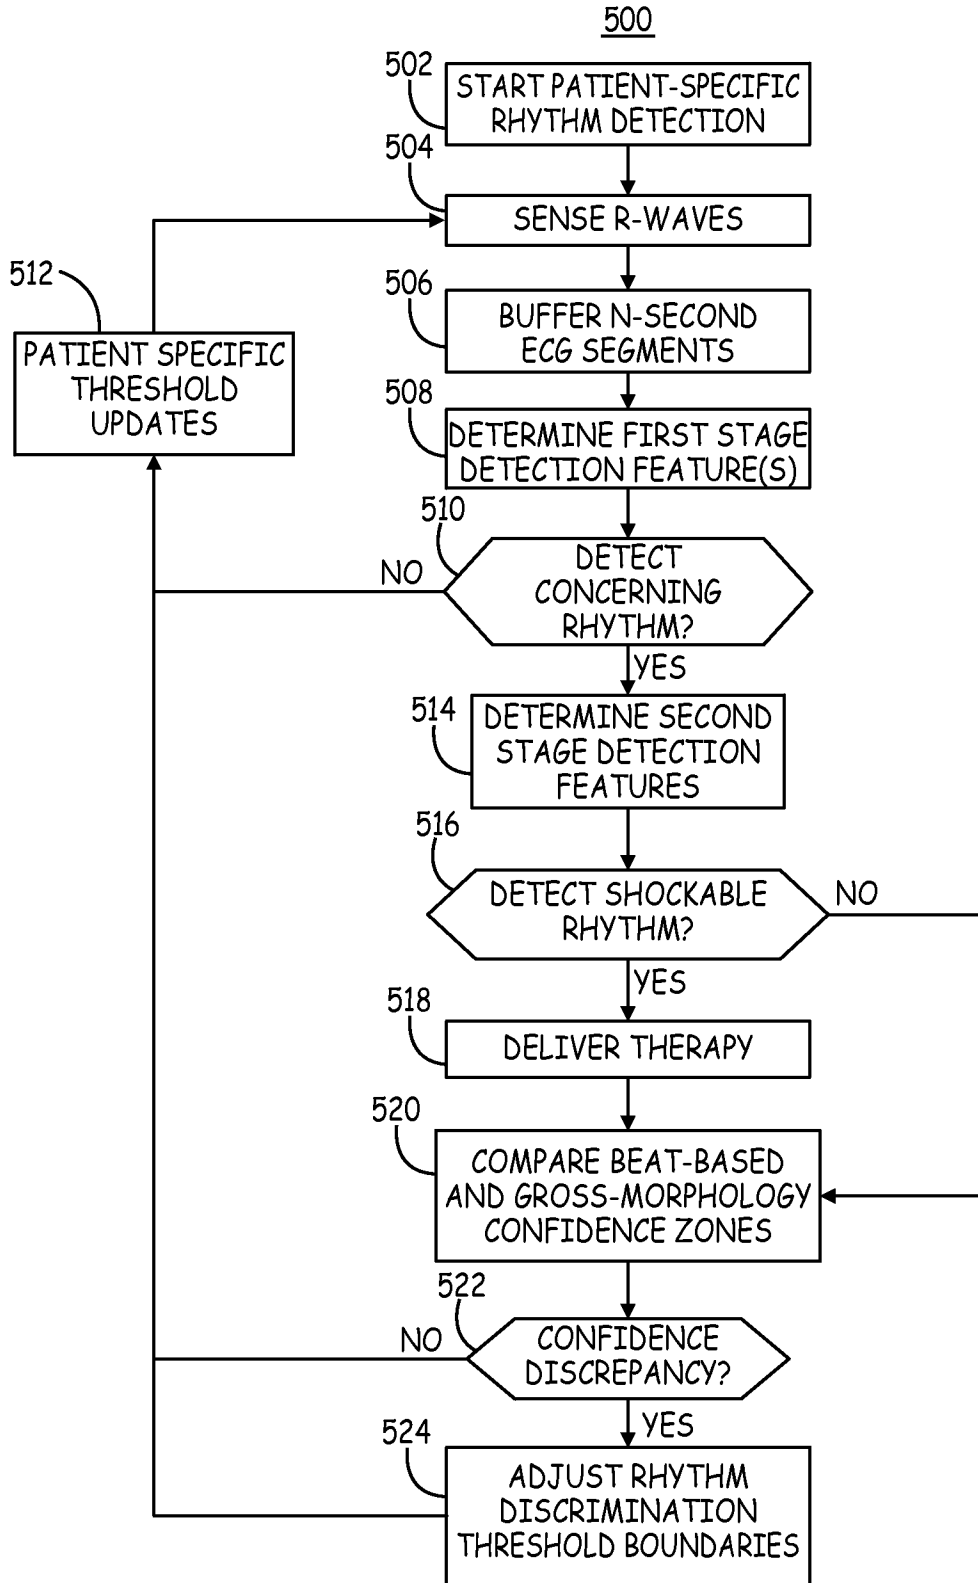 500
502
START PATIENT-SPECIFIC
RHYTHM DETECTION
504
SENSE R-WAVES
512
PATIENT SPECIFIC
THRESHOLD
UPDATES
506
BUFFER N-SECOND
ECG SEGMENTS
508
DETERMINE FIRST STAGE
DETECTION FEATURE(S)
510
NO
DETECT
CONCERNING
RHYTHM?
YES
514
DETERMINE SECOND
STAGE DETECTION
FEATURES
516
DETECT SHOCKABLE
RHYTHM?
NO
YES
518
DELIVER THERAPY
520
COMPARE BEAT-BASED
AND GROSS-MORPHOLOGY
CONFIDENCE ZONES
522
NO
CONFIDENCE
DISCREPANCY?
YES
524
ADJUST RHYTHM
DISCRIMINATION
THRESHOLD BOUNDARIES